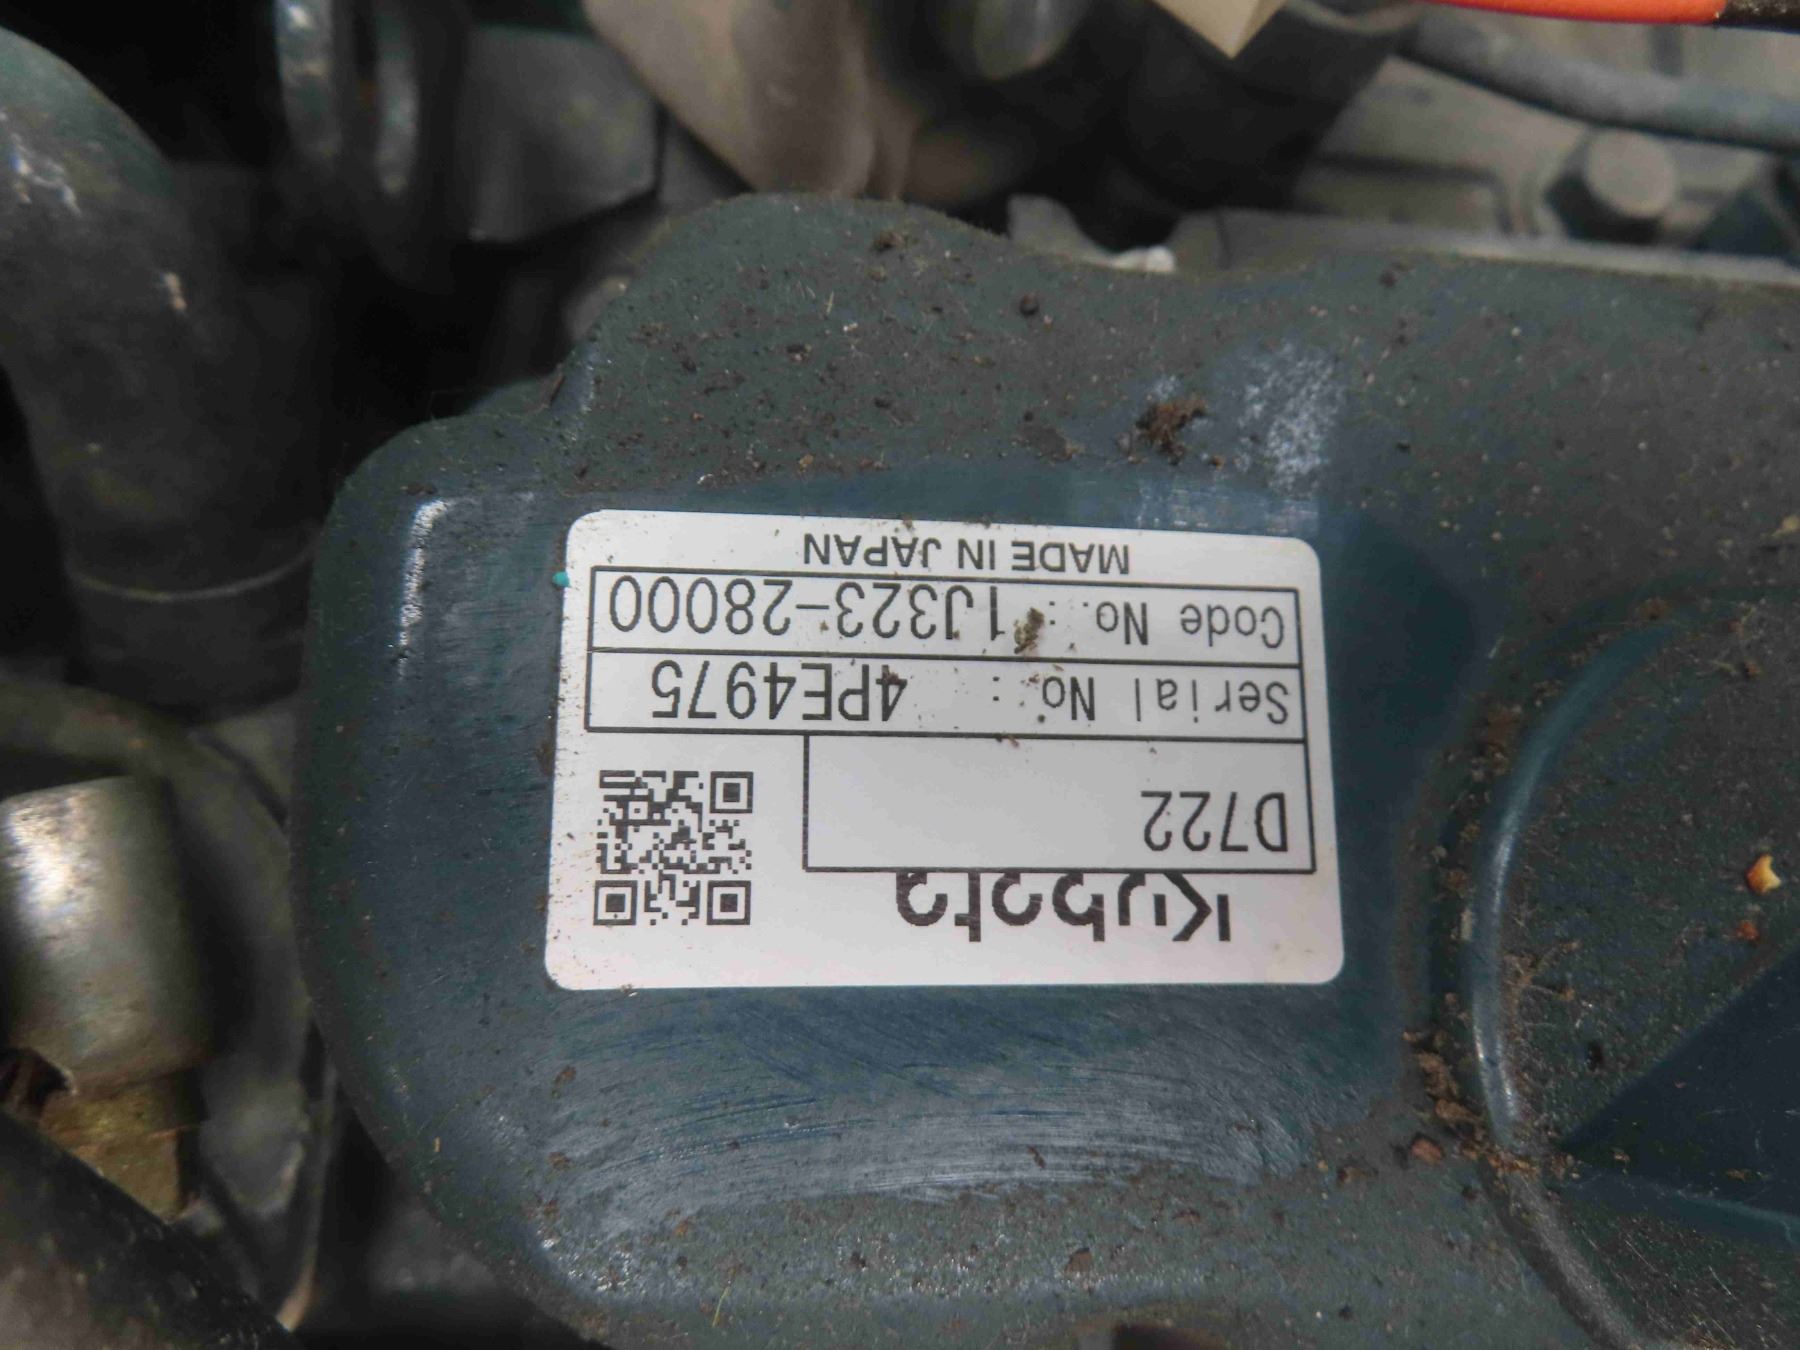 Kubota
D722
Serial No. : 4PE4975
Code No. : 1J323-28000
MADE IN JAPAN